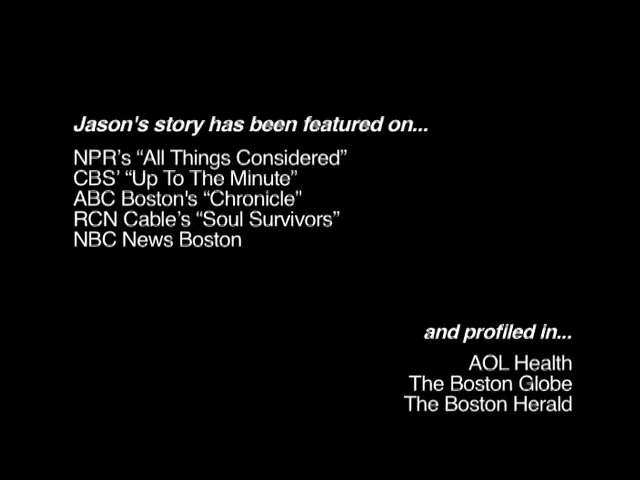 Jason's story has been featured on...
NPR’s “All Things Considered”
CBS’ “Up To The Minute”
ABC Boston's “Chronicle”
RCN Cable’s “Soul Survivors”
NBC News Boston
and profiled in...
AOL Health
The Boston Globe
The Boston Herald